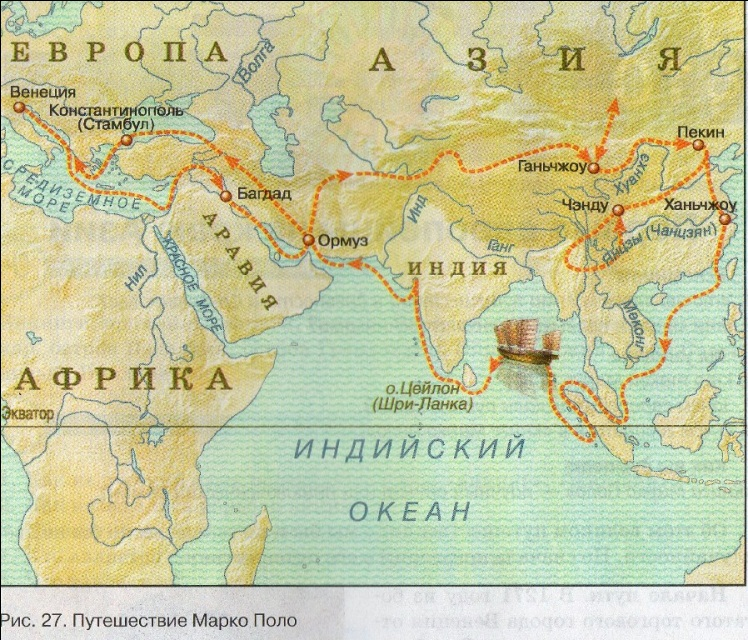 ЕВРОПА
АЗИЯ
Волга
Венеция
Константинополь
(Стамбул)
Пекин
Ганьчжоу
Хуанхэ
СРЕДИЗЕМНОЕ
МОРЕ
Багдад
Чэнду
Ханьчжоу
Инд
Ормуз
Янцзы (Чанцзян)
Ганг
АРАВИЯ
КРАСНОЕ МОРЕ
Нил
ИНДИЯ
Меконг
АФРИКА
о.Цейлон
(Шри-Ланка)
Экватор
ИНДИЙСКИЙ
ОКЕАН
Рис. 27. Путешествие Марко Поло